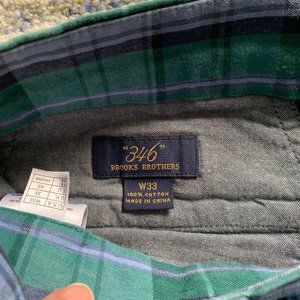 "346"
BROOKS BROTHERS
W33
100% COTTON
MADE IN CHINA